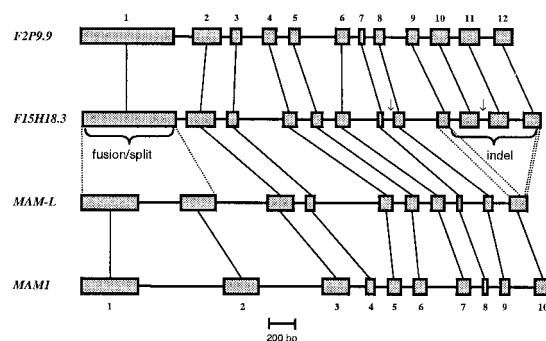 1 2 3 4 5 6 7 8 9 10 11 12
F2P9.9
F15H18.3
fusion/split indel
MAM-L
MAM1
1 2 3 4 5 6 7 8 9 10
200 bp